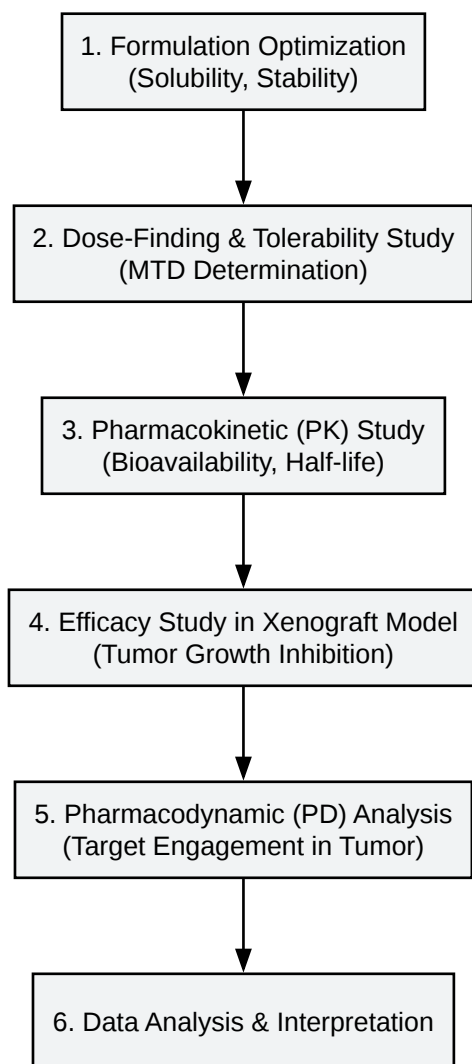 1. Formulation Optimization
(Solubility, Stability)
2. Dose-Finding & Tolerability Study
(MTD Determination)
3. Pharmacokinetic (PK) Study
(Bioavailability, Half-life)
4. Efficacy Study in Xenograft Model
(Tumor Growth Inhibition)
5. Pharmacodynamic (PD) Analysis
(Target Engagement in Tumor)
6. Data Analysis & Interpretation